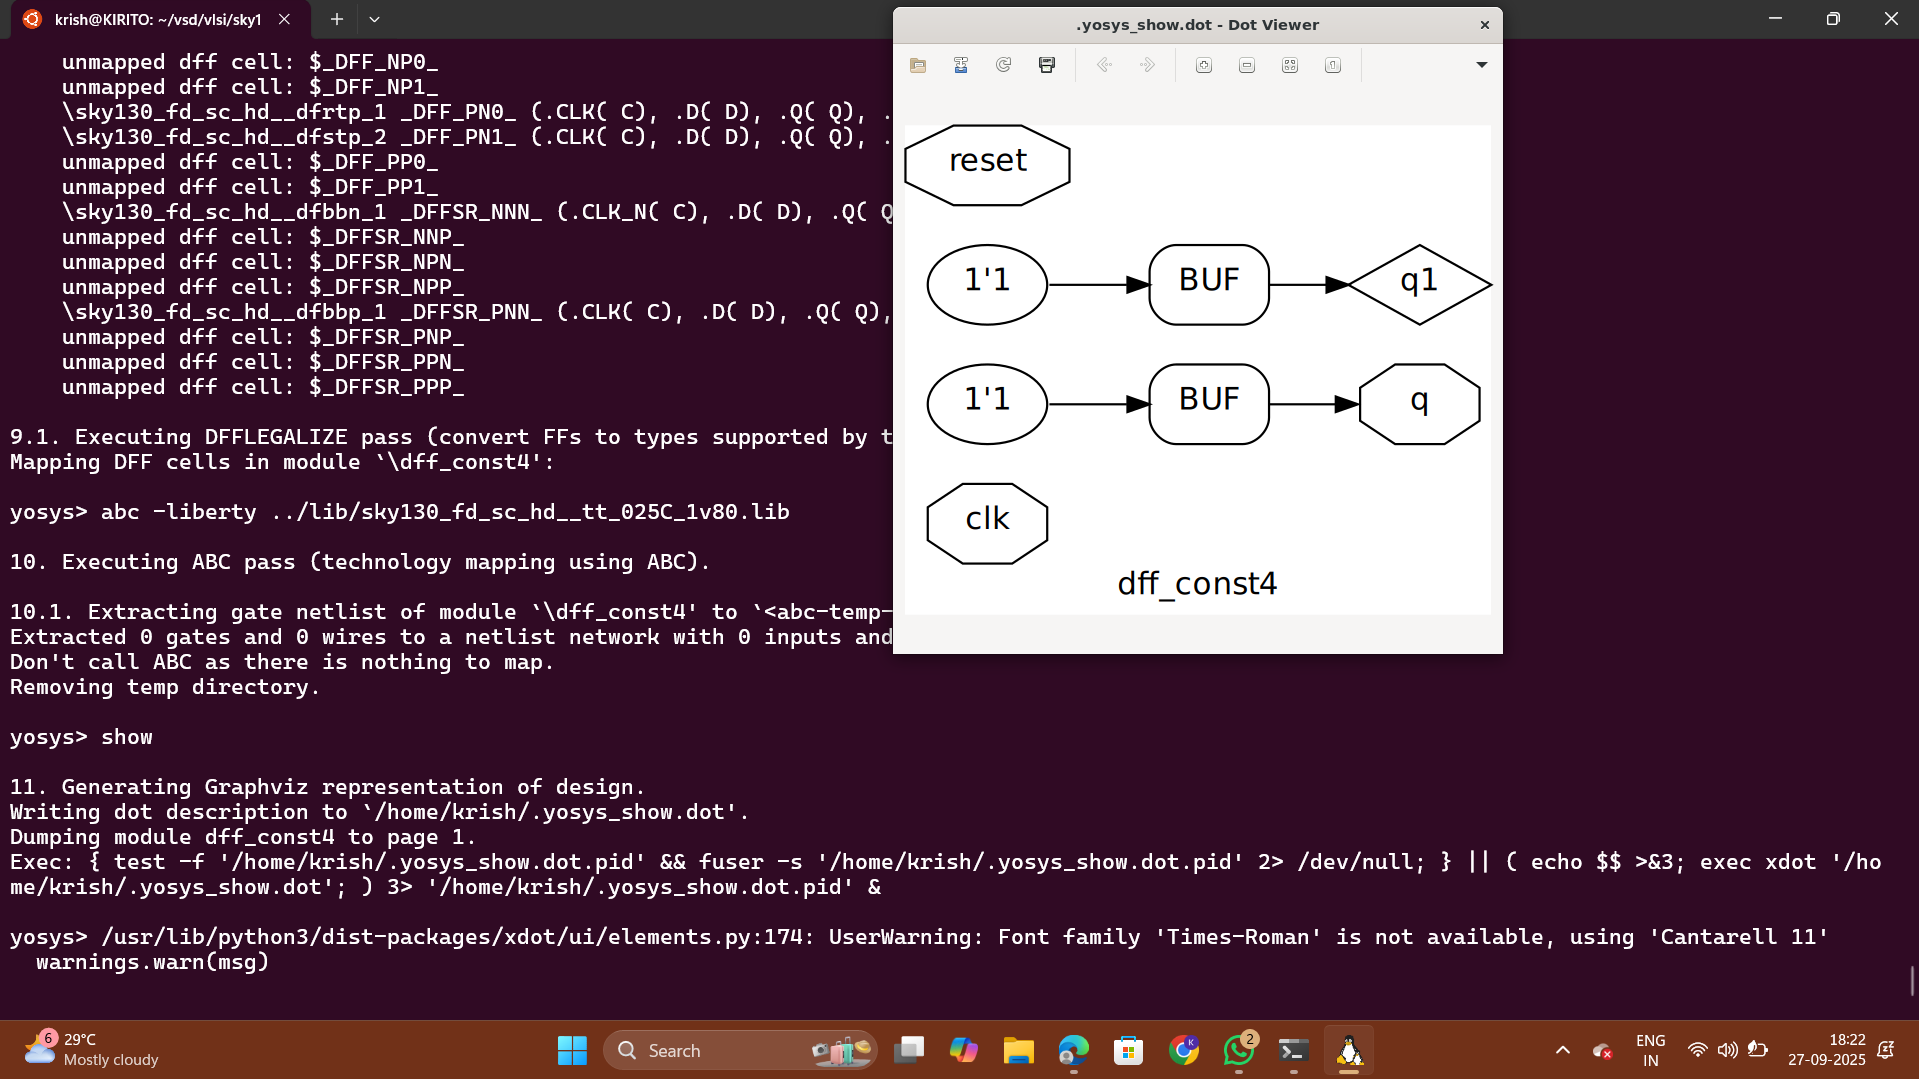 krish@KIRITO: ~/vsd/vlsi/sky1
unmapped dff cell: $_DFF_NP0_
unmapped dff cell: $_DFF_NP1_
\sky130_fd_sc_hd__dfrtp_1 _DFF_PN0_ (.CLK( C), .D( D), .Q( Q), .
\sky130_fd_sc_hd__dfstp_2 _DFF_PN1_ (.CLK( C), .D( D), .Q( Q), .
unmapped dff cell: $_DFF_PP0_
unmapped dff cell: $_DFF_PP1_
\sky130_fd_sc_hd__dfbbn_1 _DFFSR_NNN_ (.CLK_N( C), .D( D), .Q( Q
unmapped dff cell: $_DFFSR_NNP_
unmapped dff cell: $_DFFSR_NPN_
unmapped dff cell: $_DFFSR_NPP_
\sky130_fd_sc_hd__dfbbp_1 _DFFSR_PNN_ (.CLK( C), .D( D), .Q( Q),
unmapped dff cell: $_DFFSR_PNP_
unmapped dff cell: $_DFFSR_PPN_
unmapped dff cell: $_DFFSR_PPP_
9.1. Executing DFFLEGALIZE pass (convert FFs to types supported by t
Mapping DFF cells in module `\dff_const4':
yosys> abc -liberty ../lib/sky130_fd_sc_hd__tt_025C_1v80.lib
10. Executing ABC pass (technology mapping using ABC).
10.1. Extracting gate netlist of module `\dff_const4' to `<abc-temp-
Extracted 0 gates and 0 wires to a netlist network with 0 inputs and
Don't call ABC as there is nothing to map.
Removing temp directory.
yosys> show
11. Generating Graphviz representation of design.
Writing dot description to `/home/krish/.yosys_show.dot'.
Dumping module dff_const4 to page 1.
Exec: { test -f '/home/krish/.yosys_show.dot.pid' && fuser -s '/home/krish/.yosys_show.dot.pid' 2> /dev/null; } || ( echo $$ >&3; exec xdot '/ho
me/krish/.yosys_show.dot'; ) 3> '/home/krish/.yosys_show.dot.pid' &
yosys> /usr/lib/python3/dist-packages/xdot/ui/elements.py:174: UserWarning: Font family 'Times-Roman' is not available, using 'Cantarell 11'
warnings.warn(msg)
.yosys_show.dot - Dot Viewer
reset
1'1 BUF q1
1'1 BUF q
clk
dff_const4
6 29°C
Mostly cloudy
Search
K
2
ENG
IN
18:22
27-09-2025